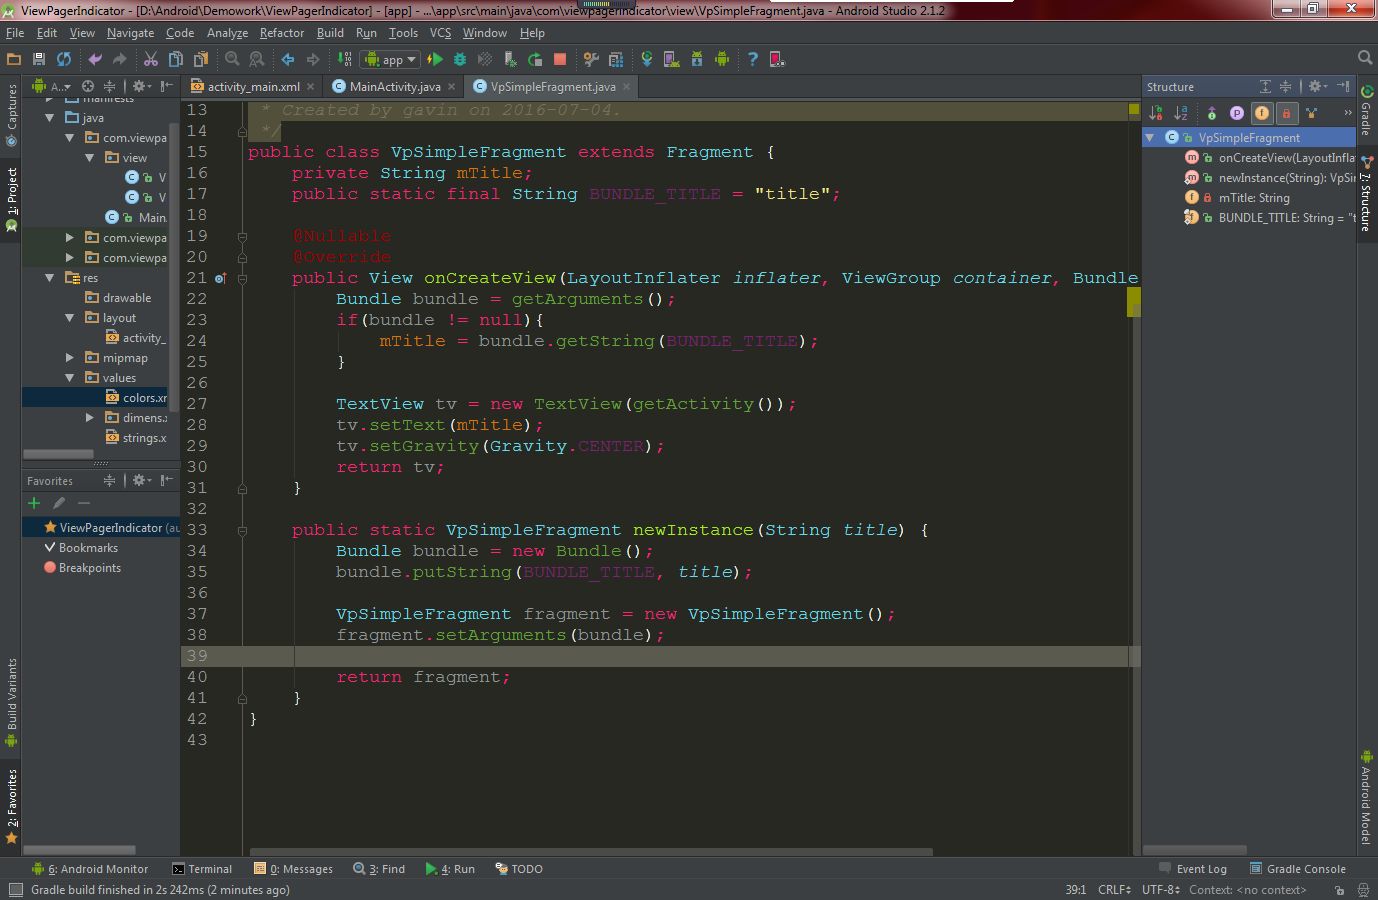 ViewPagerIndicator - [D:\Android\Demowork\ViewPagerIndicator] - [app] - ...\app\src\main\java\com\viewpagerindicator\view\VpSimpleFragment.java - Android Studio 2.1.2
File Edit View Navigate Code Analyze Refactor Build Run Tools VCS Window Help
app
A..
activity_main.xml
MainActivity.java
VpSimpleFragment.java
Structure
Captures
1: Project
Build Variants
2: Favorites
manifests
java
com.viewpa
view
V
V
Main
com.viewpa
com.viewpa
res
drawable
layout
activity_
mipmap
values
colors.xr
dimens.
strings.x
Favorites
ViewPagerIndicator (au
Bookmarks
Breakpoints
13 * Created by gavin on 2016-07-04.
14 */
15 public class VpSimpleFragment extends Fragment {
16 private String mTitle;
17 public static final String BUNDLE_TITLE = "title";
18
19 @Nullable
20 @Override
21 public View onCreateView(LayoutInflater inflater, ViewGroup container, Bundle
22 Bundle bundle = getArguments();
23 if(bundle != null){
24 mTitle = bundle.getString(BUNDLE_TITLE);
25 }
26
27 TextView tv = new TextView(getActivity());
28 tv.setText(mTitle);
29 tv.setGravity(Gravity.CENTER);
30 return tv;
31 }
32
33 public static VpSimpleFragment newInstance(String title) {
34 Bundle bundle = new Bundle();
35 bundle.putString(BUNDLE_TITLE, title);
36
37 VpSimpleFragment fragment = new VpSimpleFragment();
38 fragment.setArguments(bundle);
39
40 return fragment;
41 }
42 }
43
VpSimpleFragment
onCreateView(LayoutInfla
newInstance(String): VpSi
mTitle: String
BUNDLE_TITLE: String = "t
Gradle
7: Structure
Android Model
6: Android Monitor
Terminal
0: Messages
3: Find
4: Run
TODO
Event Log
Gradle Console
Gradle build finished in 2s 242ms (2 minutes ago)
39:1 CRLF UTF-8 Context: <no context>